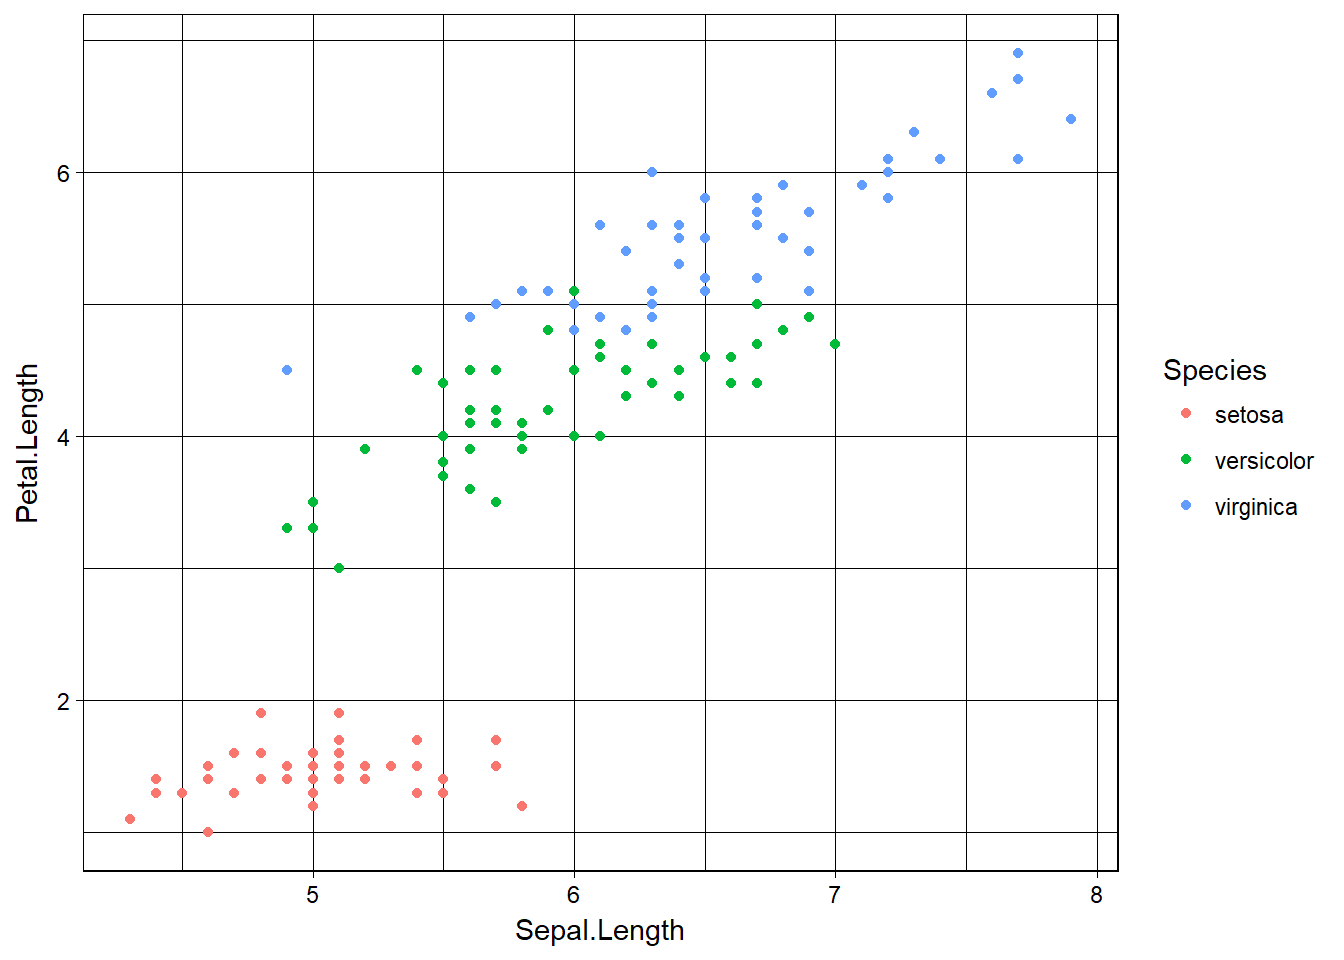 6
4
2
Petal.Length
5 6 7 8
Sepal.Length
Species
setosa
versicolor
virginica